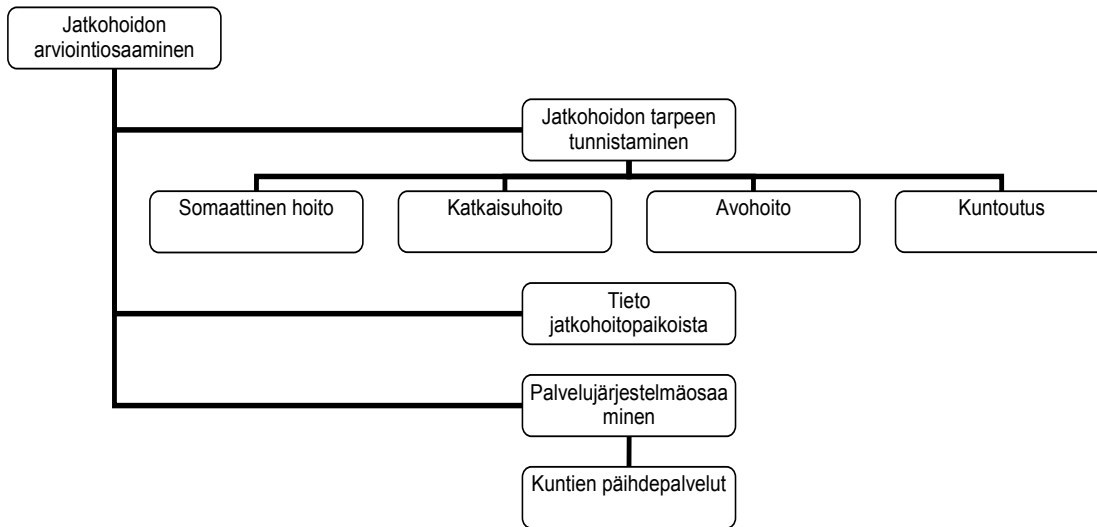 Jatkohoidon
arviointiosaaminen
Jatkohoidon tarpeen
tunnistaminen
Somaattinen hoito
Katkaisuhoito
Avohoito
Kuntoutus
Tieto
jatkohoitopaikoista
Palvelujärjestelmäosaa
minen
Kuntien päihdepalvelut